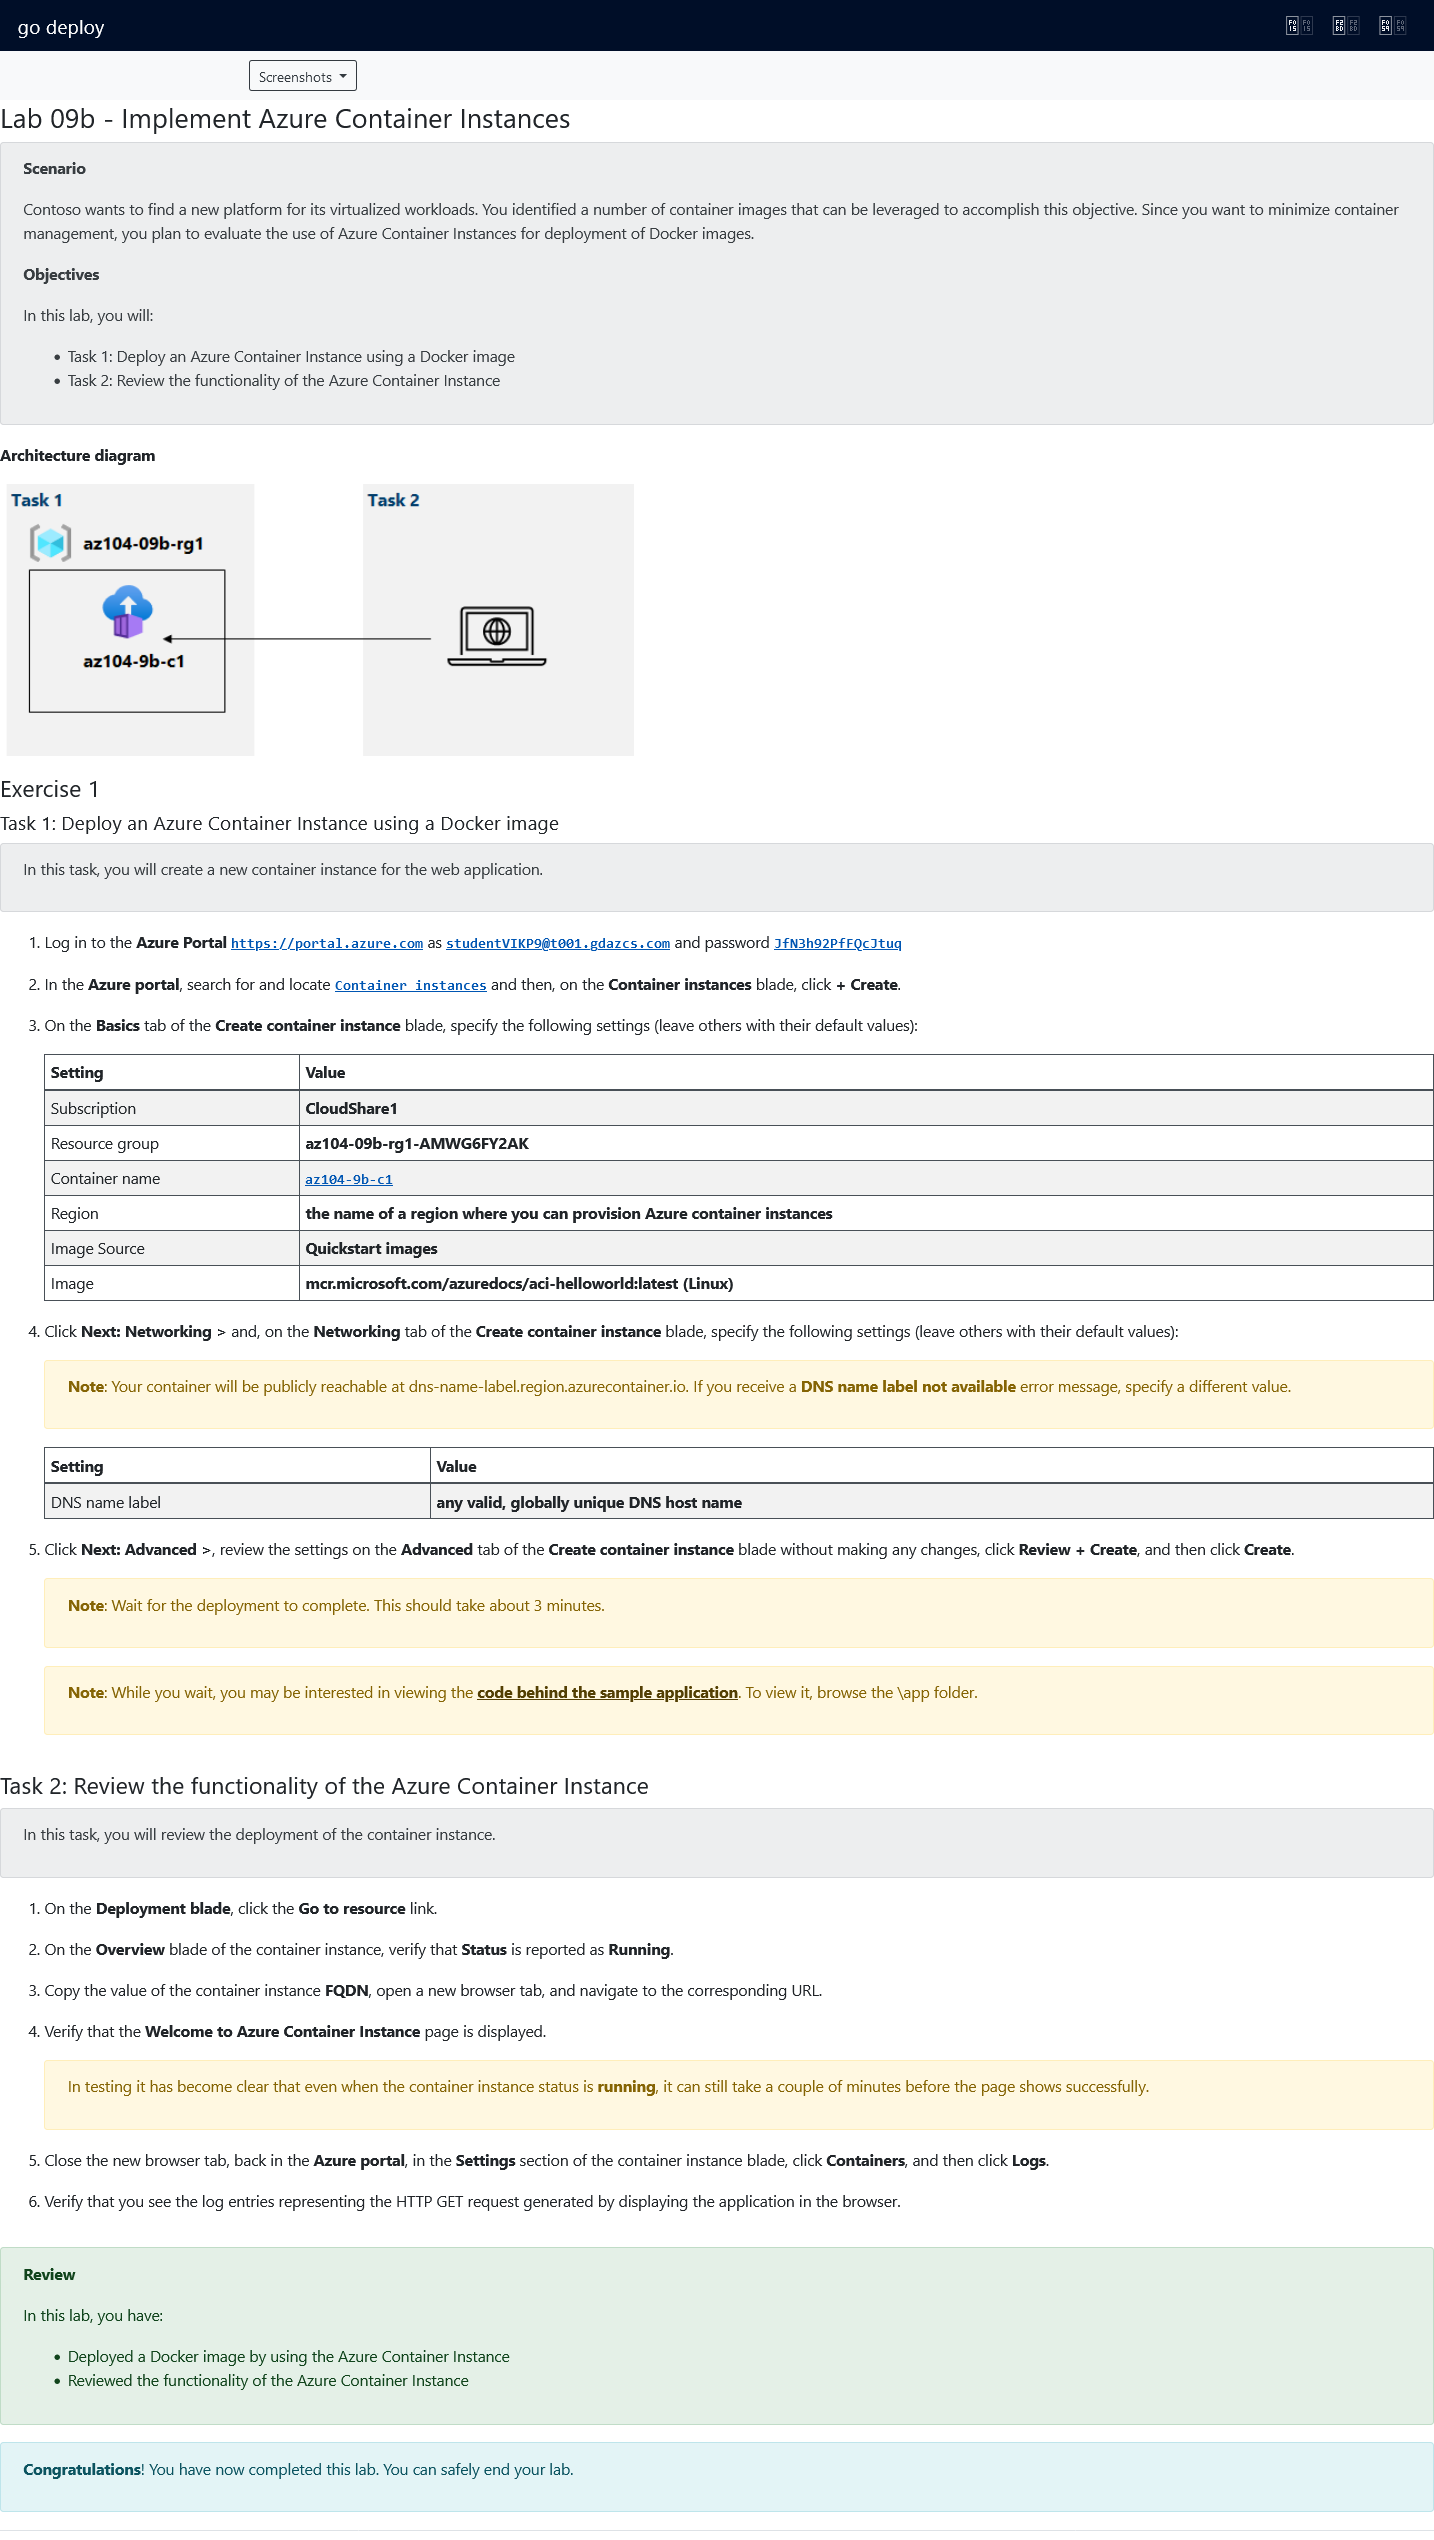 go deploy
Screenshots
Lab 09b - Implement Azure Container Instances
Scenario
Contoso wants to find a new platform for its virtualized workloads. You identified a number of container images that can be leveraged to accomplish this objective. Since you want to minimize container
management, you plan to evaluate the use of Azure Container Instances for deployment of Docker images.
Objectives
In this lab, you will:
• Task 1: Deploy an Azure Container Instance using a Docker image
• Task 2: Review the functionality of the Azure Container Instance
Architecture diagram
Task 1
Task 2
az104-09b-rg1
az104-9b-c1
Exercise 1
Task 1: Deploy an Azure Container Instance using a Docker image
In this task, you will create a new container instance for the web application.
1. Log in to the Azure Portal https://portal.azure.com as studentVIKP9@t001.gdazcs.com and password JfN3h92PfFQcJtuq
2. In the Azure portal, search for and locate Container instances and then, on the Container instances blade, click + Create.
3. On the Basics tab of the Create container instance blade, specify the following settings (leave others with their default values):
Setting Value
Subscription CloudShare1
Resource group az104-09b-rg1-AMWG6FY2AK
Container name az104-9b-c1
Region the name of a region where you can provision Azure container instances
Image Source Quickstart images
Image mcr.microsoft.com/azuredocs/aci-helloworld:latest (Linux)
4. Click Next: Networking > and, on the Networking tab of the Create container instance blade, specify the following settings (leave others with their default values):
Note: Your container will be publicly reachable at dns-name-label.region.azurecontainer.io. If you receive a DNS name label not available error message, specify a different value.
Setting Value
DNS name label any valid, globally unique DNS host name
5. Click Next: Advanced >, review the settings on the Advanced tab of the Create container instance blade without making any changes, click Review + Create, and then click Create.
Note: Wait for the deployment to complete. This should take about 3 minutes.
Note: While you wait, you may be interested in viewing the code behind the sample application. To view it, browse the \app folder.
Task 2: Review the functionality of the Azure Container Instance
In this task, you will review the deployment of the container instance.
1. On the Deployment blade, click the Go to resource link.
2. On the Overview blade of the container instance, verify that Status is reported as Running.
3. Copy the value of the container instance FQDN, open a new browser tab, and navigate to the corresponding URL.
4. Verify that the Welcome to Azure Container Instance page is displayed.
In testing it has become clear that even when the container instance status is running, it can still take a couple of minutes before the page shows successfully.
5. Close the new browser tab, back in the Azure portal, in the Settings section of the container instance blade, click Containers, and then click Logs.
6. Verify that you see the log entries representing the HTTP GET request generated by displaying the application in the browser.
Review
In this lab, you have:
• Deployed a Docker image by using the Azure Container Instance
• Reviewed the functionality of the Azure Container Instance
Congratulations! You have now completed this lab. You can safely end your lab.